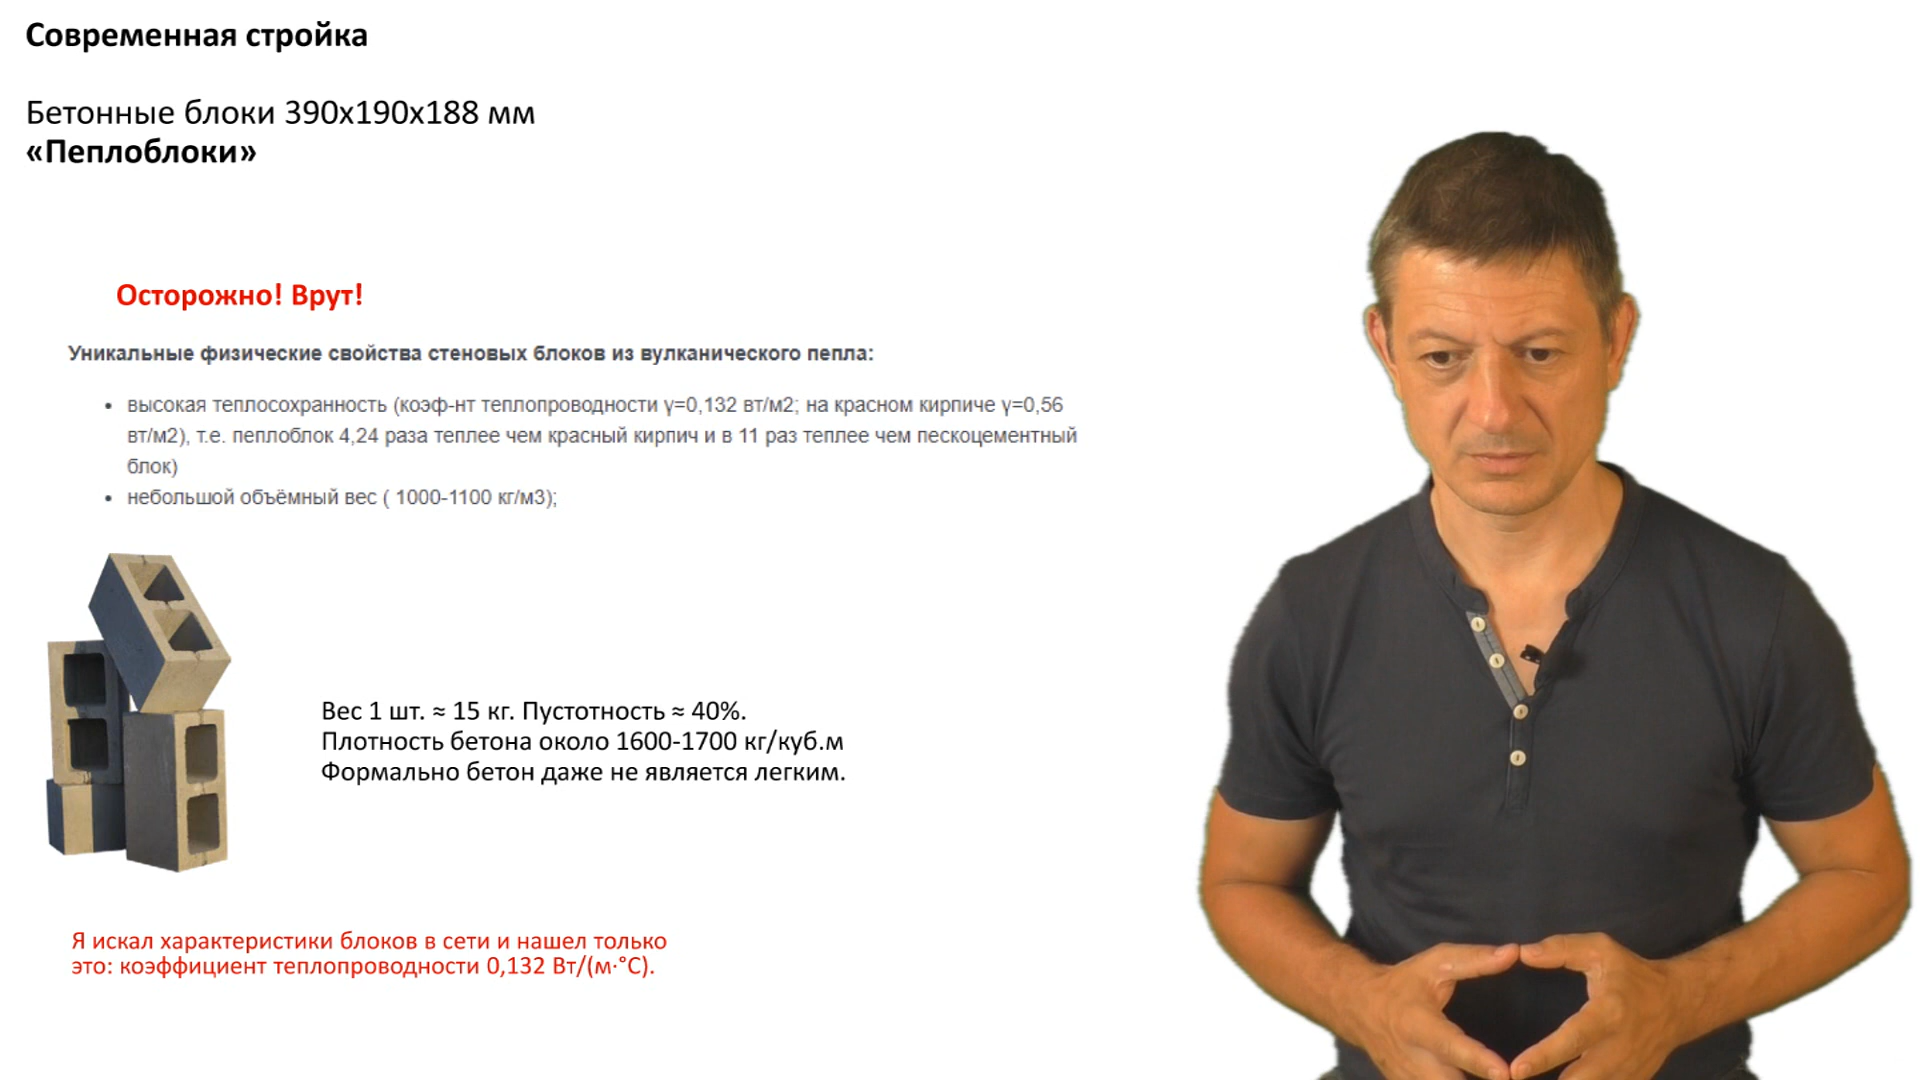 Современная стройка
Бетонные блоки 390х190х188 мм
«Пеплоблоки»
Осторожно! Врут!
Уникальные физические свойства стеновых блоков из вулканического пепла:
• высокая теплосохранность (коэф-нт теплопроводности γ=0,132 вт/м2; на красном кирпиче γ=0,56
вт/м2), т.е. пеплоблок 4,24 раза теплее чем красный кирпич и в 11 раз теплее чем пескоцементный
блок)
• небольшой объёмный вес ( 1000-1100 кг/м3);
Вес 1 шт. ≈ 15 кг. Пустотность ≈ 40%.
Плотность бетона около 1600-1700 кг/куб.м
Формально бетон даже не является легким.
Я искал характеристики блоков в сети и нашел только
это: коэффициент теплопроводности 0,132 Вт/(м·°С).